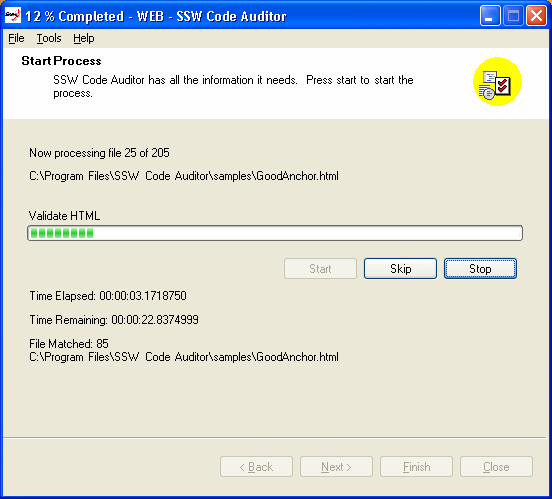 12 % Completed - WEB - SSW Code Auditor
File Tools Help
Start Process
SSW Code Auditor has all the information it needs. Press start to start the
process.
Now processing file 25 of 205
C:\Program Files\SSW Code Auditor\samples\GoodAnchor.html
Validate HTML
Start Skip Stop
Time Elapsed: 00:00:03.1718750
Time Remaining: 00:00:22.8374999
File Matched: 85
C:\Program Files\SSW Code Auditor\samples\GoodAnchor.html
< Back Next > Finish Close